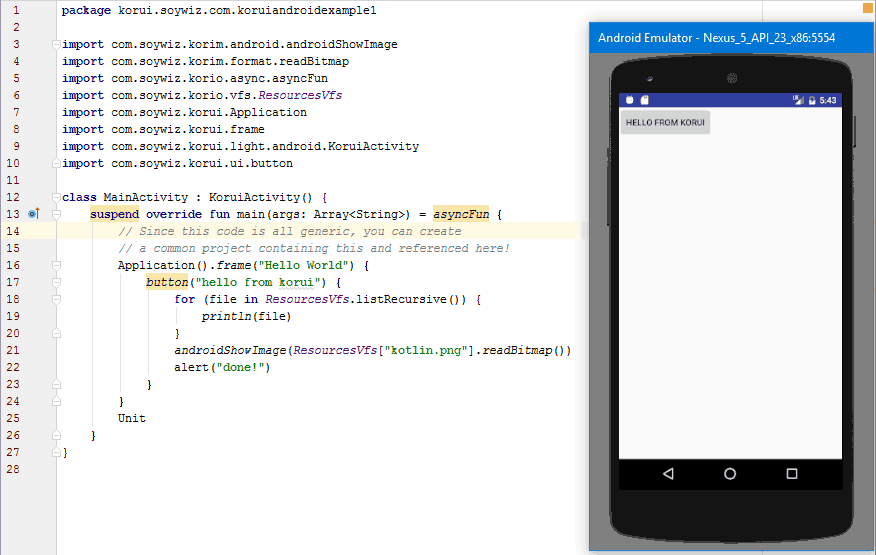 1 package korui.soywiz.com.koruiandroidexample1
2
3 import com.soywiz.korim.android.androidShowImage
4 import com.soywiz.korim.format.readBitmap
5 import com.soywiz.korio.async.asyncFun
6 import com.soywiz.korio.vfs.ResourcesVfs
7 import com.soywiz.korui.Application
8 import com.soywiz.korui.frame
9 import com.soywiz.korui.light.android.KoruiActivity
10 import com.soywiz.korui.ui.button
11
12 class MainActivity : KoruiActivity() {
13     suspend override fun main(args: Array<String>) = asyncFun {
14         // Since this code is all generic, you can create
15         // a common project containing this and referenced here!
16         Application().frame("Hello World") {
17             button("hello from korui") {
18                 for (file in ResourcesVfs.listRecursive()) {
19                     println(file)
20                 }
21                 androidShowImage(ResourcesVfs["kotlin.png"].readBitmap())
22                 alert("done!")
23             }
24         }
25         Unit
26     }
27 }
28
Android Emulator - Nexus_5_API_23_x86:5554
5:43
HELLO FROM KORUI